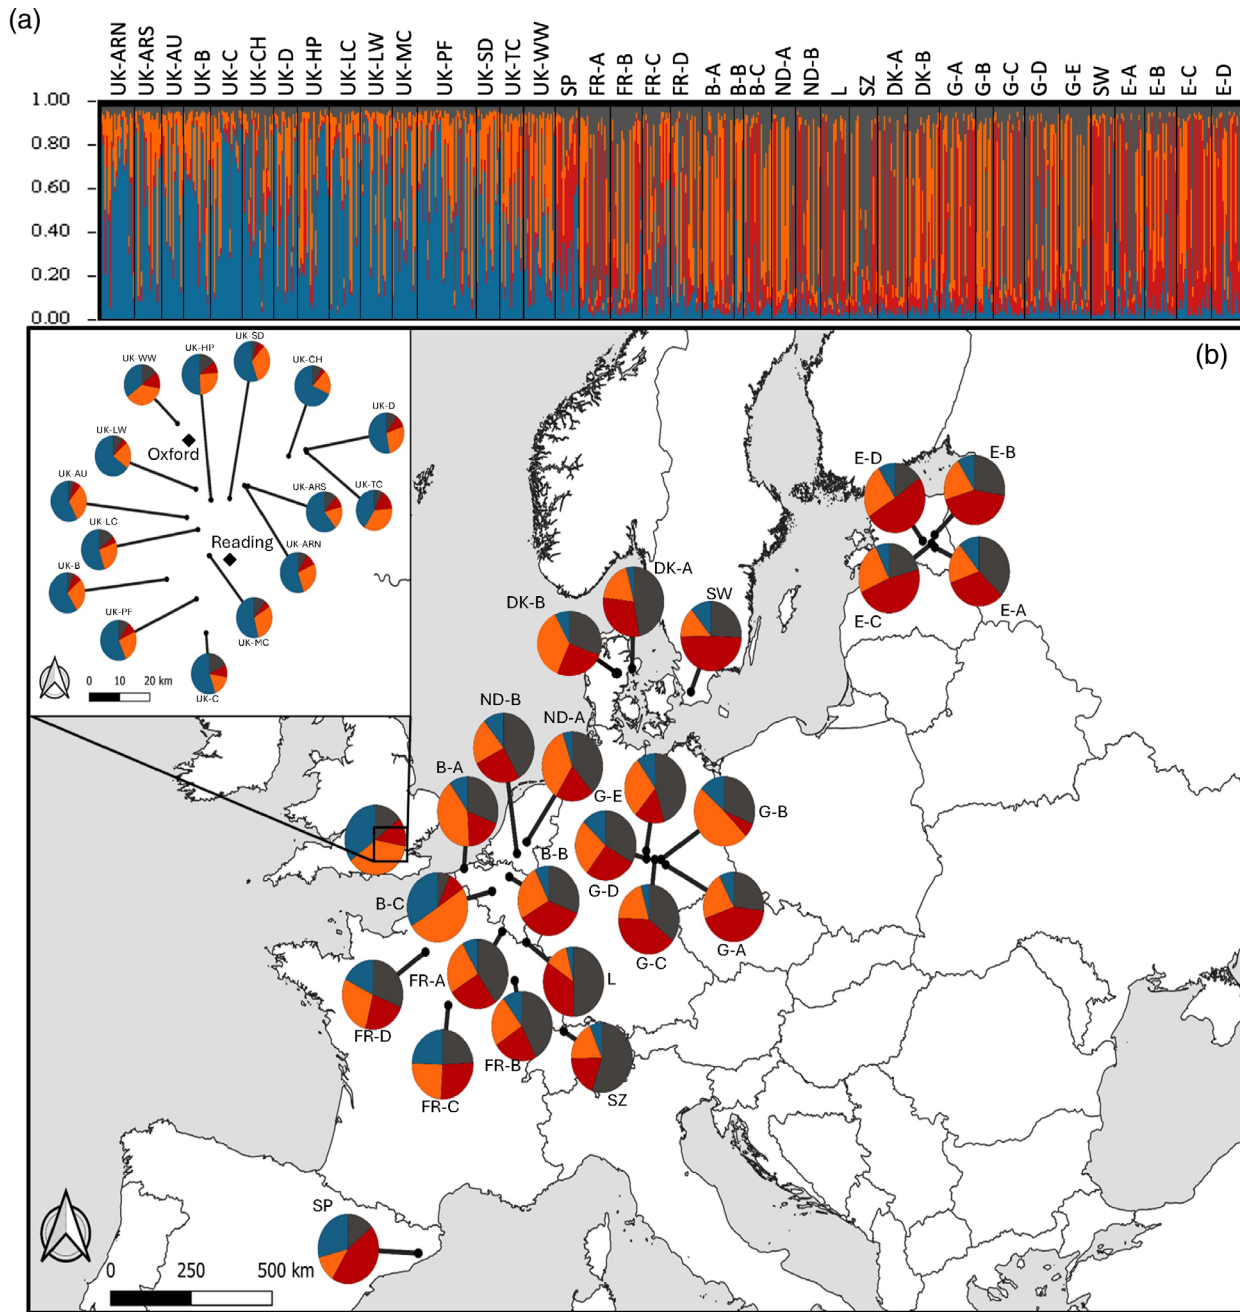 (a)
UK-ARN UK-ARS UK-AU UK-B UK-C UK-CH UK-D UK-HP UK-LC UK-LW UK-MC UK-PF UK-SD UK-TC UK-WW SP FR-A FR-B FR-C FR-D B-A B-B B-C ND-A ND-B L SZ DK-A DK-B G-A G-B G-C G-D G-E SW E-A E-B E-C E-D
1.00
0.80
0.60
0.40
0.20
0.00
(b)
UK-SD
UK-HP
UK-WW
UK-CH
UK-D
UK-LW
Oxford
UK-AU
UK-ARS
UK-TC
UK-LC
Reading
UK-ARN
UK-B
UK-PF
UK-MC
UK-C
0 10 20 km
E-D
E-B
E-C
E-A
DK-A
DK-B
SW
ND-B
ND-A
B-A
G-E
G-B
B-B
G-D
B-C
G-C
G-A
FR-A
L
FR-D
FR-B
FR-C
SZ
SP
0 250 500 km